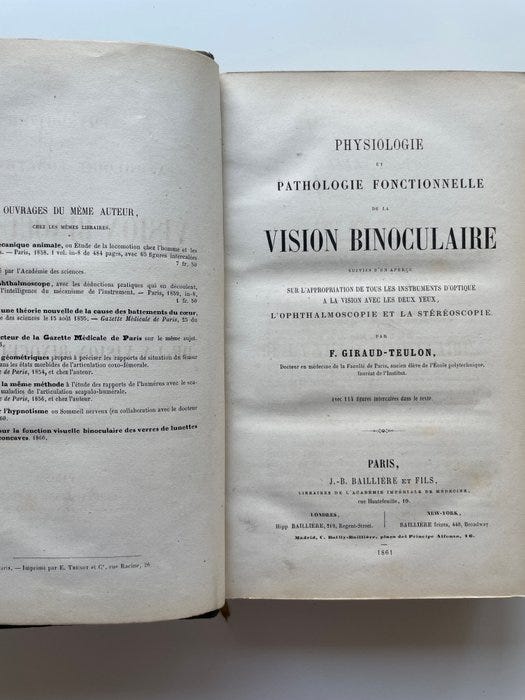 OUVRAGES DU MÊME AUTEUR,
CHEZ LES MÊMES LIBRAIRES.
canique animale, ou Étude de la locomotion chez l'homme et les
— Paris, 1858. 1 vol. in-8 de 484 pages, avec 65 figures intercalées
7 fr. 50
é par l'Académie des sciences.
hthalmoscope, avec les déductions pratiques qui en découlent,
l'intelligence du mécanisme de l'instrument. — Paris, 1859, in-8,
1 fr. 50
une théorie nouvelle de la cause des battements du cœur,
e des sciences le 15 août 1855. — Gazette Médicale de Paris, 25 du
cteur de la Gazette Médicale de Paris sur le même sujet.
géométriques propres à préciser les rapports de situation du fémur
les états morbides de l'articulation coxo-fémorale.
de Paris, 1854, et chez l'auteur.
la même méthode à l'étude des rapports de l'humérus avec le sca-
maladies de l'articulation scapulo-humérale.
de Paris, 1856, et chez l'auteur.
l'hypnotisme ou Sommeil nerveux (en collaboration avec le docteur
60.
sur la fonction visuelle binoculaire des verres de lunettes
concaves. 1860.
aris. — Imprimé par E. THUNOT et Ce, rue Racine, 26.
PHYSIOLOGIE
ET
PATHOLOGIE FONCTIONNELLE
DE LA
VISION BINOCULAIRE
SUIVIES D'UN APERÇU
SUR L'APPROPRIATION DE TOUS LES INSTRUMENTS D'OPTIQUE
A LA VISION AVEC LES DEUX YEUX,
L'OPHTHALMOSCOPIE ET LA STÉRÉOSCOPIE.
PAR
F. GIRAUD-TEULON,
Docteur en médecine de la Faculté de Paris, ancien élève de l'École polytechnique,
lauréat de l'Institut.
avec 114 figures intercalées dans le texte.
PARIS,
J.-B. BAILLIÈRE ET FILS,
LIBRAIRES DE L'ACADÉMIE IMPÉRIALE DE MÉDECINE,
rue Hautefeuille, 19.
LONDRES, NEW-YORK,
Hipp BAILLIÈRE, 219, Regent-Street. BAILLIÈRE frères, 440, Broadway
Madrid, C. Bailly-Baillière, plaza del Principe Alfonso, 16.
1861